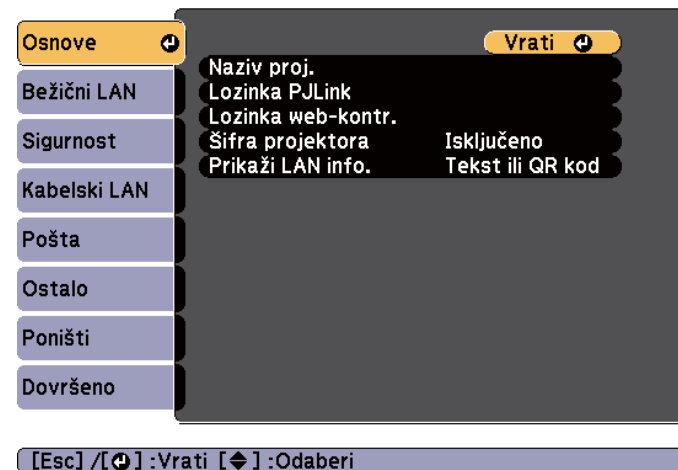 Osnove
Bežični LAN
Sigurnost
Kabelski LAN
Pošta
Ostalo
Poništi
Dovršeno
Vrati
Naziv proj.
Lozinka PJLink
Lozinka web-kontr.
Šifra projektora Isključeno
Prikaži LAN info. Tekst ili QR kod
[Esc] /[ ] :Vrati [ ] :Odaberi